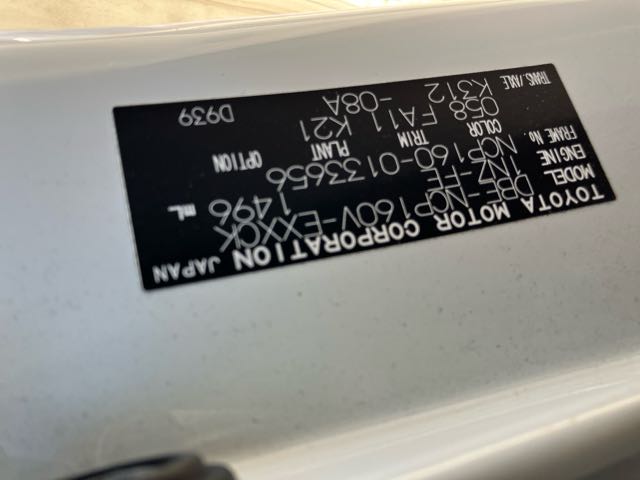 TOYOTA MOTOR CORPORATION JAPAN
MODEL DBE-NCP160V-EXXGK
ENGINE 1NZ-FE 1496 mL
FRAME No. NCP160-0133656
COLOR TRIM PLANT OPTION
058 FA11 K21
TRANS/AXLE K312 -08A D939